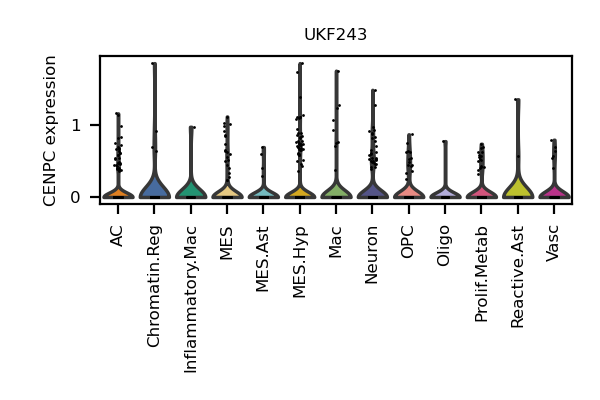 UKF243
CENPC expression
1
0
AC
Chromatin.Reg
Inflammatory.Mac
MES
MES.Ast
MES.Hyp
Mac
Neuron
OPC
Oligo
Prolif.Metab
Reactive.Ast
Vasc